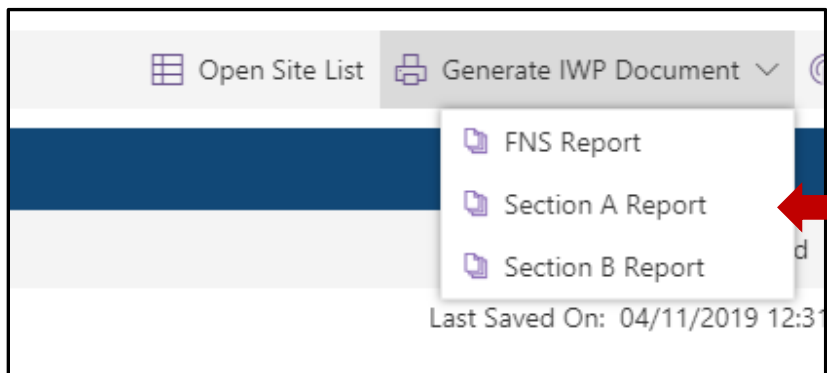 Open Site List Generate IWP Document
FNS Report
Section A Report
d
Section B Report
Last Saved On: 04/11/2019 12:31